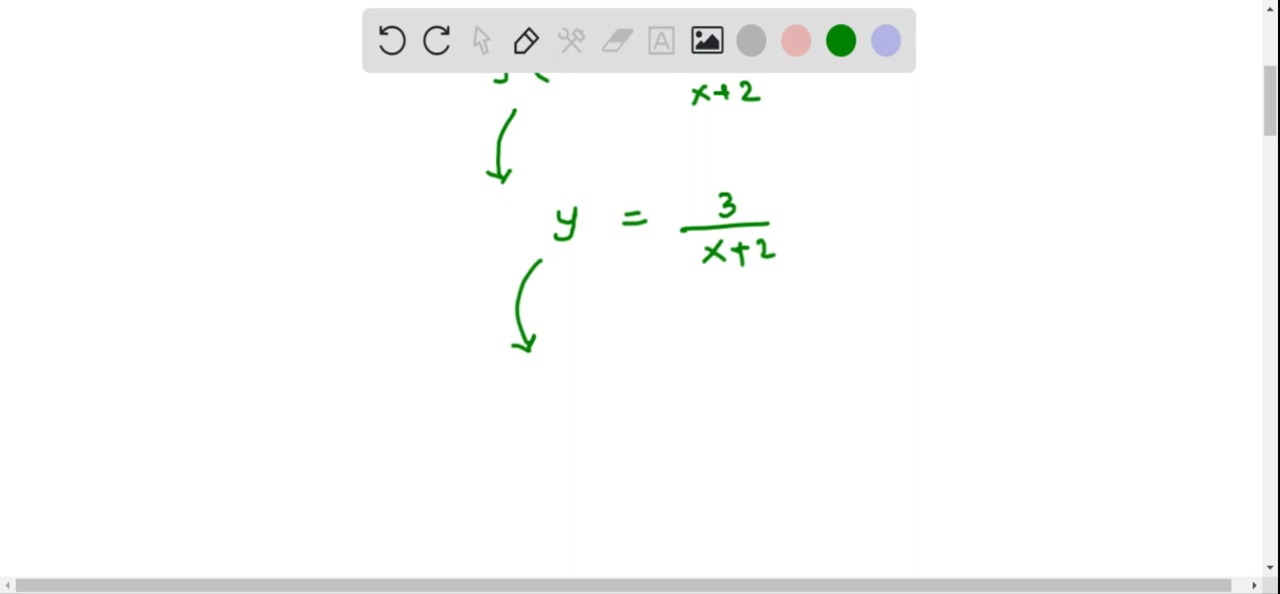 x+2
y = 3/(x+2)
A